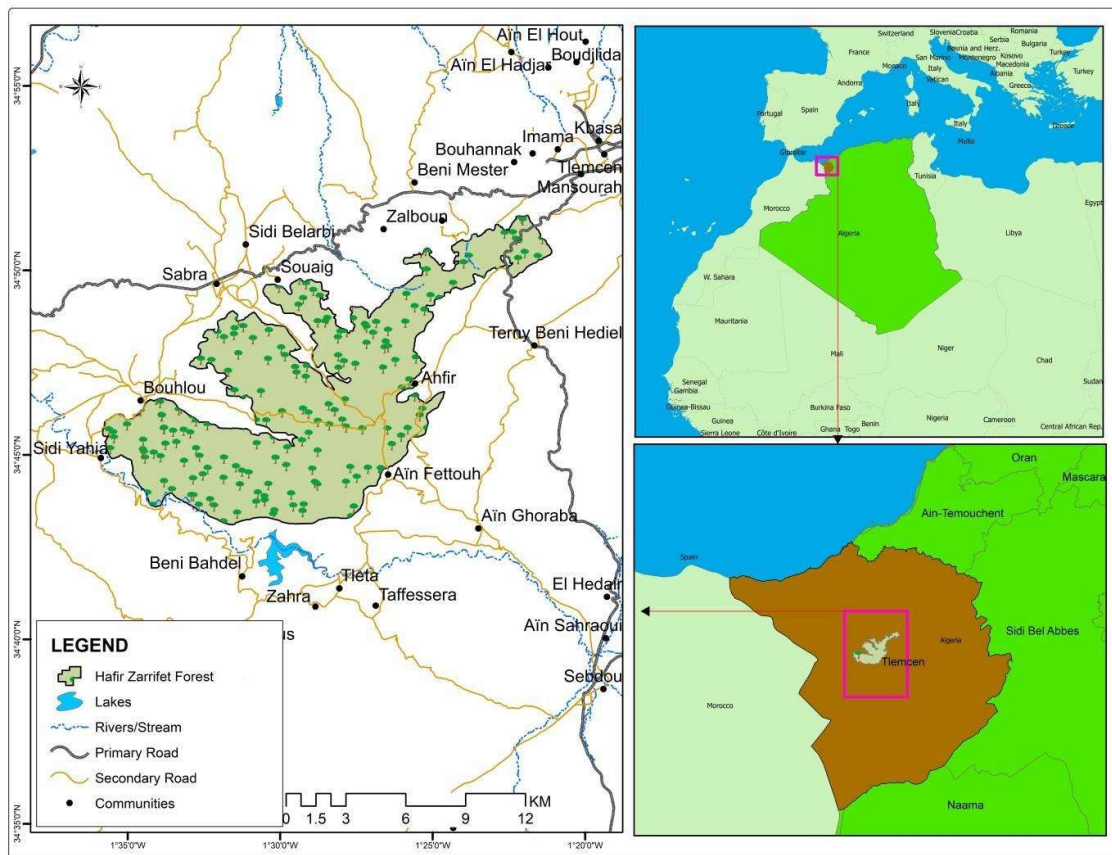 Aïn El Hout
Boudjlida
Aïn El Hadjar
Kbasa
Imama
Bouhannak
Tlemcen
Beni Mester
Mansourah
Zalboun
Sidi Belarbi
Sabra
Souaig
Terny Beni Hediel
Ahfir
Bouhlou
Sidi Yahia
Aïn Fettouh
Aïn Ghoraba
Beni Bahdel
Tleta
Zahra
Taffessera
El Hedair
Aïn Sahraoui
Sebdou
us
34°55'0"N
34°50'0"N
34°45'0"N
34°40'0"N
34°35'0"N
1°35'0"W
1°30'0"W
1°25'0"W
1°20'0"W
LEGEND
Hafir Zarrifet Forest
Lakes
Rivers/Stream
Primary Road
Secondary Road
Communities
KM
0 1.5 3 6 9 12
Switzerland
Slovenia
Croatia
Romania
France
Serbia
Bosnia and Herz.
Bulgaria
Monaco
San Marino
Montenegro
Kosovo
Turkey
Italy
Macedonia
Andorra
Vatican
Albania
Turkey
Spain
Italy
Greece
Portugal
Italy
Greece
Gibraltar
Malta
Tunisia
Morocco
Algeria
Libya
Egypt
W. Sahara
Mauritania
Mali
Niger
Chad
Sudan
Senegal
Gambia
Guinea-Bissau
Burkina Faso
Guinea
Benin
Nigeria
Sierra Leone
Côte d'Ivoire
Ghana
Togo
Cameroon
Central African Rep.
Oran
Mascara
Ain-Temouchent
Spain
Algeria
Sidi Bel Abbes
Tlemcen
Morocco
Naama